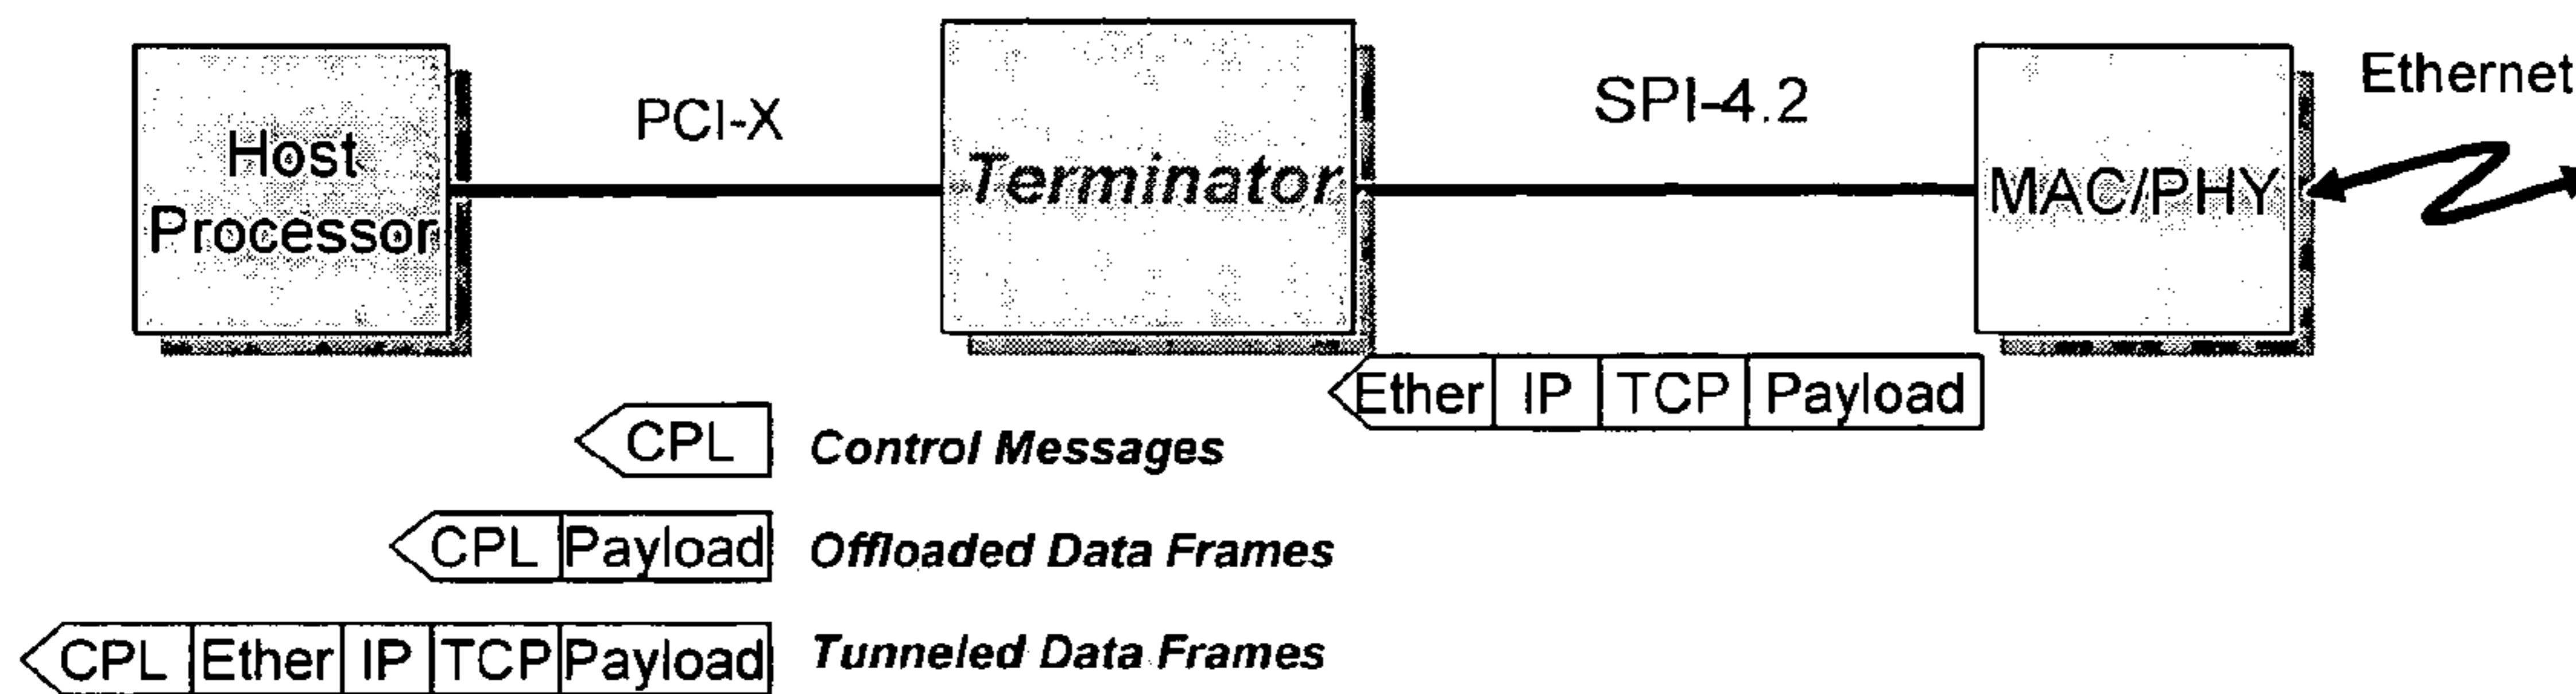 Ethernet
Host
Processor
PCI-X
Terminator
SPI-4.2
MAC/PHY
Ether IP TCP Payload
CPL Control Messages
CPL Payload Offloaded Data Frames
CPL Ether IP TCP Payload Tunneled Data Frames